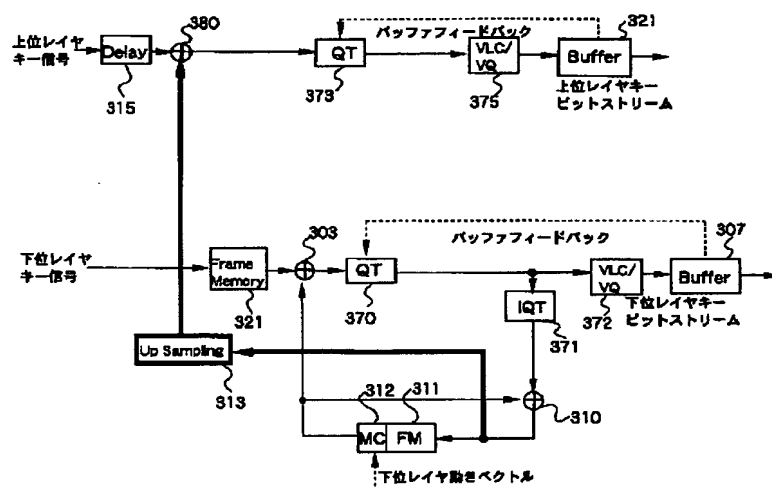 上位レイヤ
キー信号
Delay
315
380
バッファフィードバック
QT
373
VLC/
VQ
375
321
Buffer
上位レイヤキー
ビットストリーム
下位レイヤ
キー信号
Frame
Memory
321
303
バッファフィードバック
QT
370
IQT
371
VLC/
VQ
372
307
Buffer
下位レイヤキー
ビットストリーム
Up Sampling
313
312
311
MC
FM
310
下位レイヤ動きベクトル